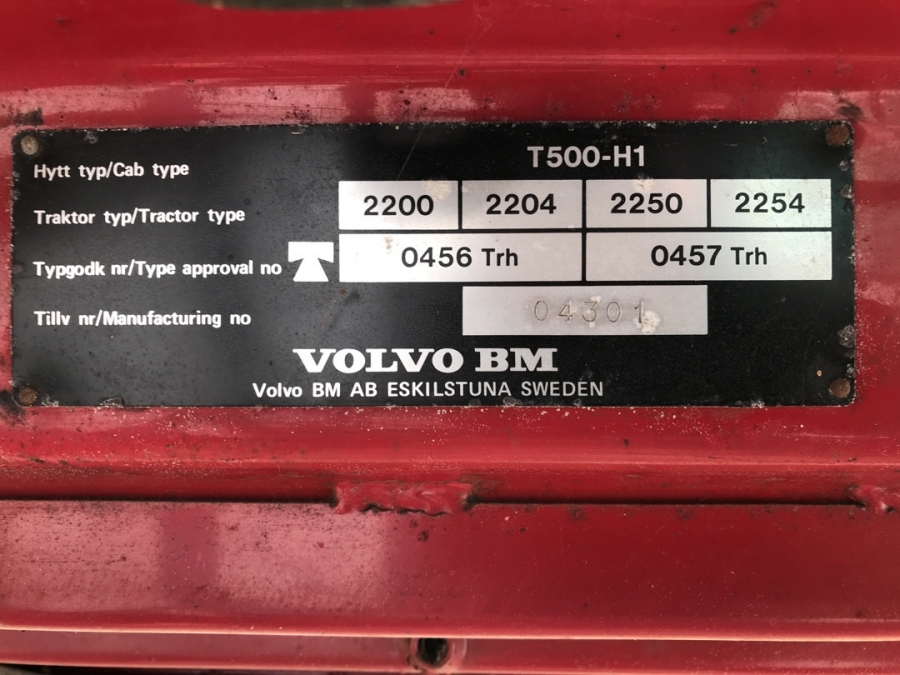 Hytt typ/Cab type T500-H1
Traktor typ/Tractor type 2200 2204 2250 2254
Typgodk nr/Type approval no 0456 Trh 0457 Trh
Tillv nr/Manufacturing no 04301
VOLVO BM
Volvo BM AB ESKILSTUNA SWEDEN